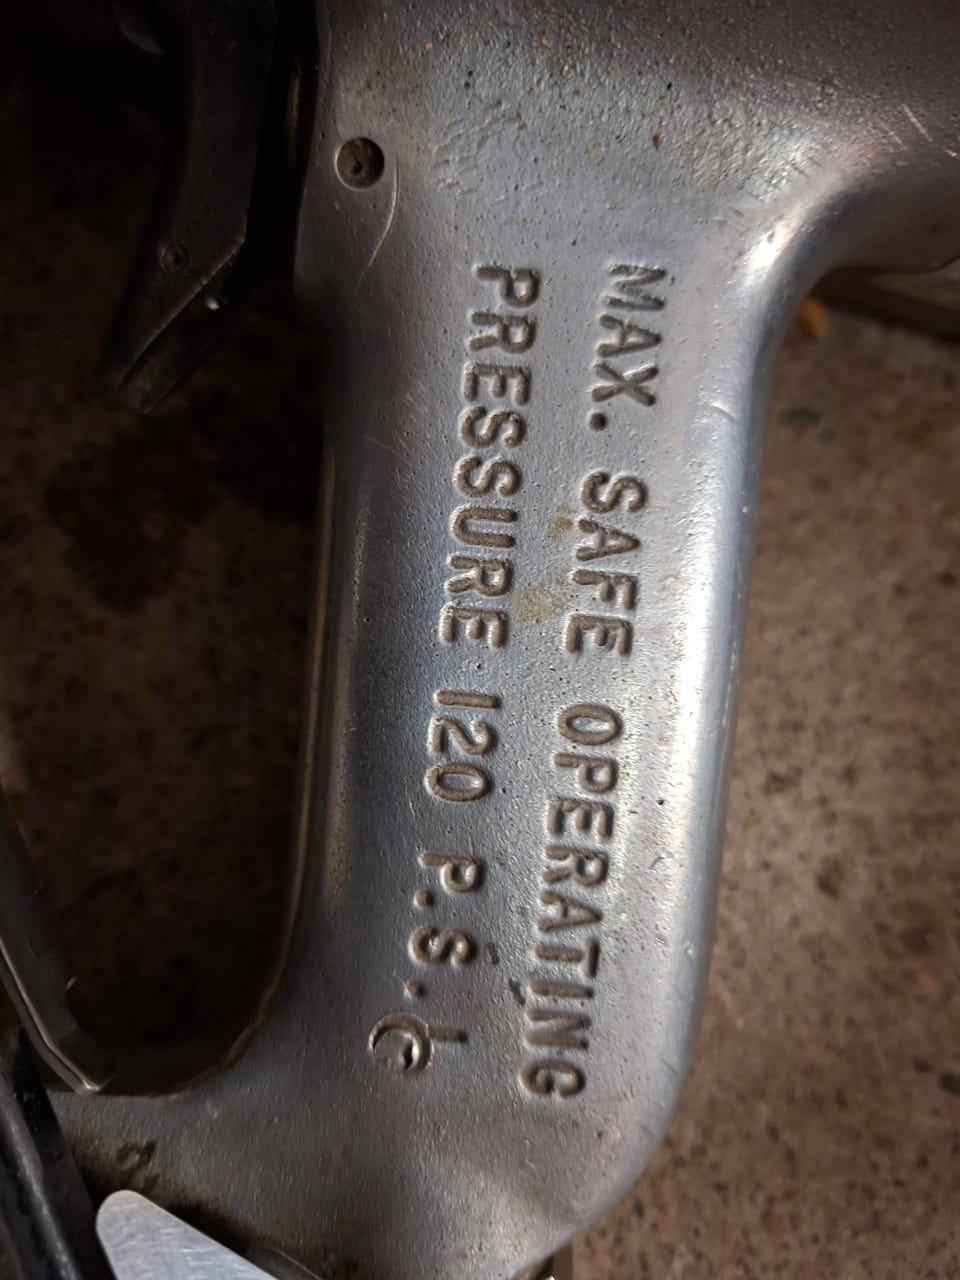 MAX. SAFE OPERATING
PRESSURE 120 P.S.I.